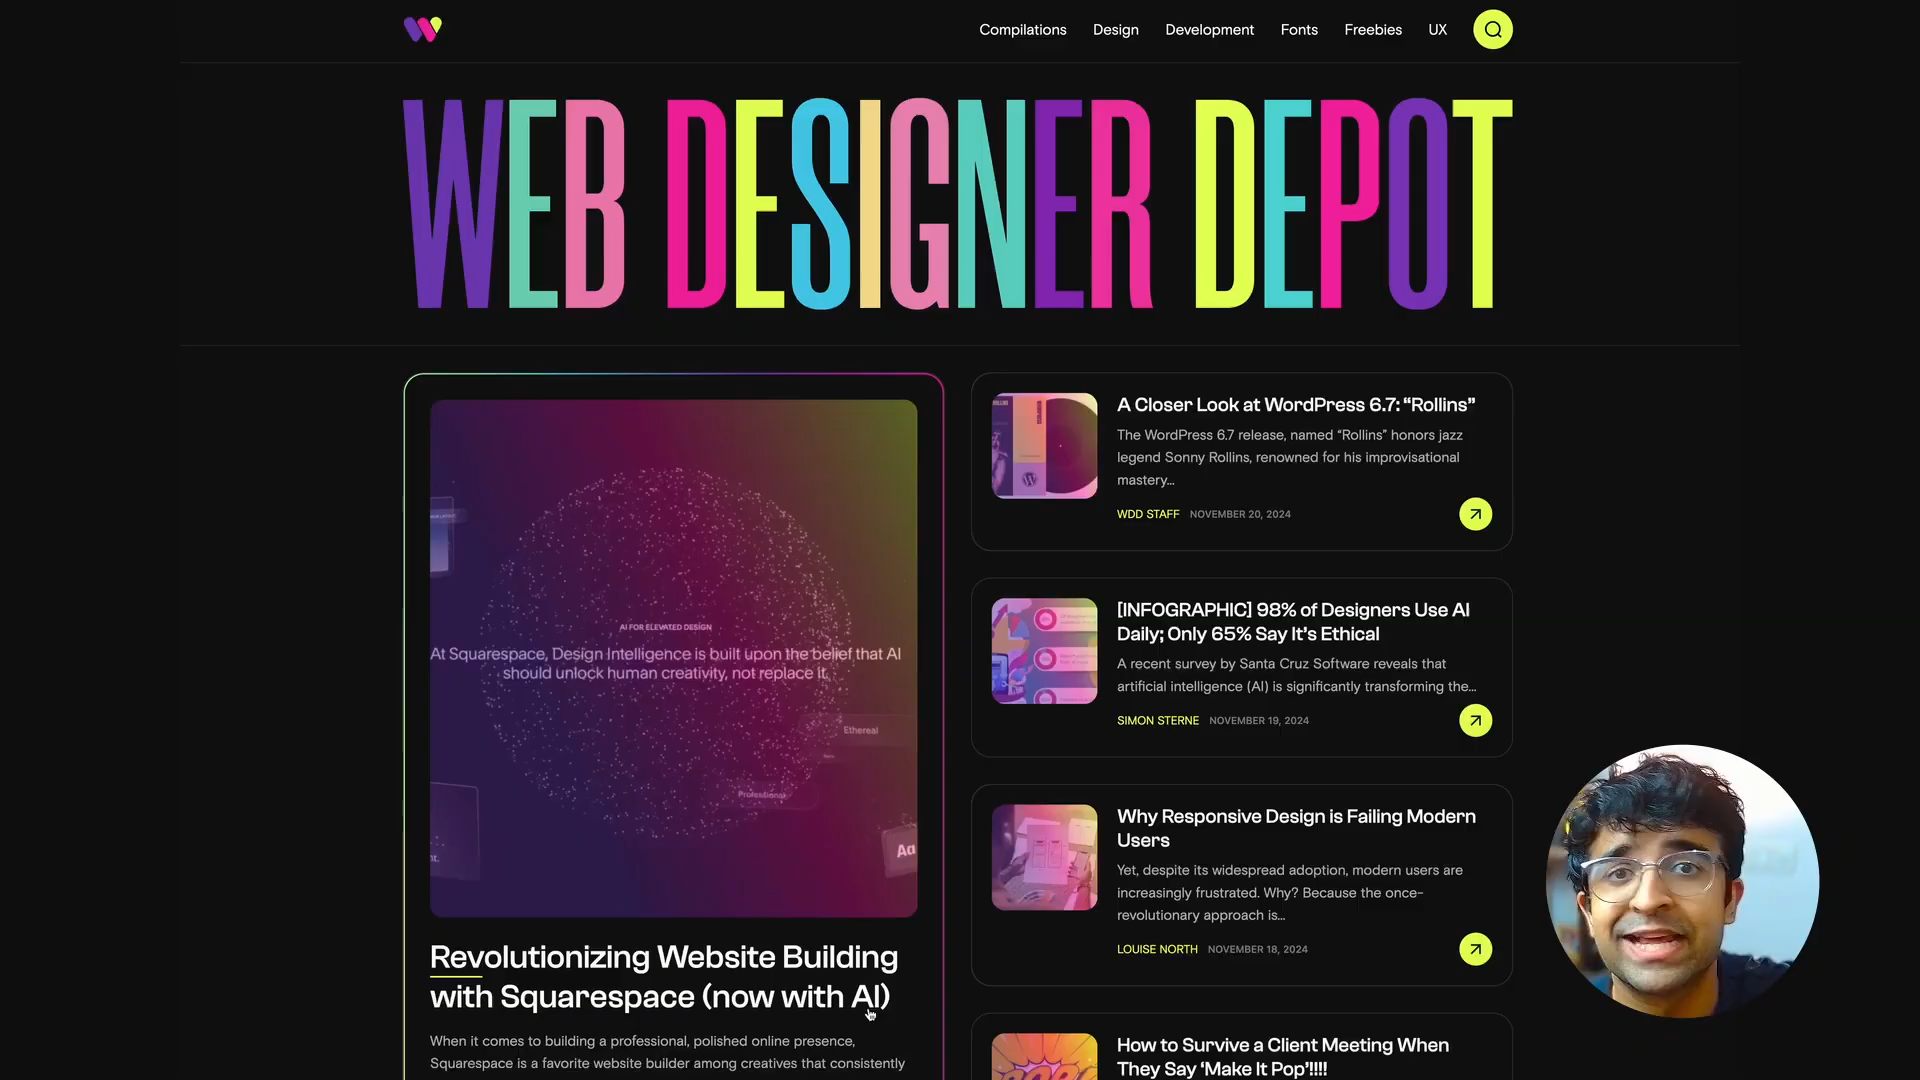 Compilations Design Development Fonts Freebies UX
WEB DESIGNER DEPOT
AI FOR ELEVATED DESIGN
At Squarespace, Design Intelligence is built upon the belief that AI
should unlock human creativity, not replace it.
Ethereal
Professional
Aa
Revolutionizing Website Building
with Squarespace (now with AI)
When it comes to building a professional, polished online presence,
Squarespace is a favorite website builder among creatives that consistently
A Closer Look at WordPress 6.7: “Rollins”
The WordPress 6.7 release, named “Rollins” honors jazz
legend Sonny Rollins, renowned for his improvisational
mastery...
WDD STAFF NOVEMBER 20, 2024
[INFOGRAPHIC] 98% of Designers Use AI
Daily; Only 65% Say It’s Ethical
A recent survey by Santa Cruz Software reveals that
artificial intelligence (AI) is significantly transforming the...
SIMON STERNE NOVEMBER 19, 2024
Why Responsive Design is Failing Modern
Users
Yet, despite its widespread adoption, modern users are
increasingly frustrated. Why? Because the once-
revolutionary approach is...
LOUISE NORTH NOVEMBER 18, 2024
How to Survive a Client Meeting When
They Say ‘Make It Pop’!!!!